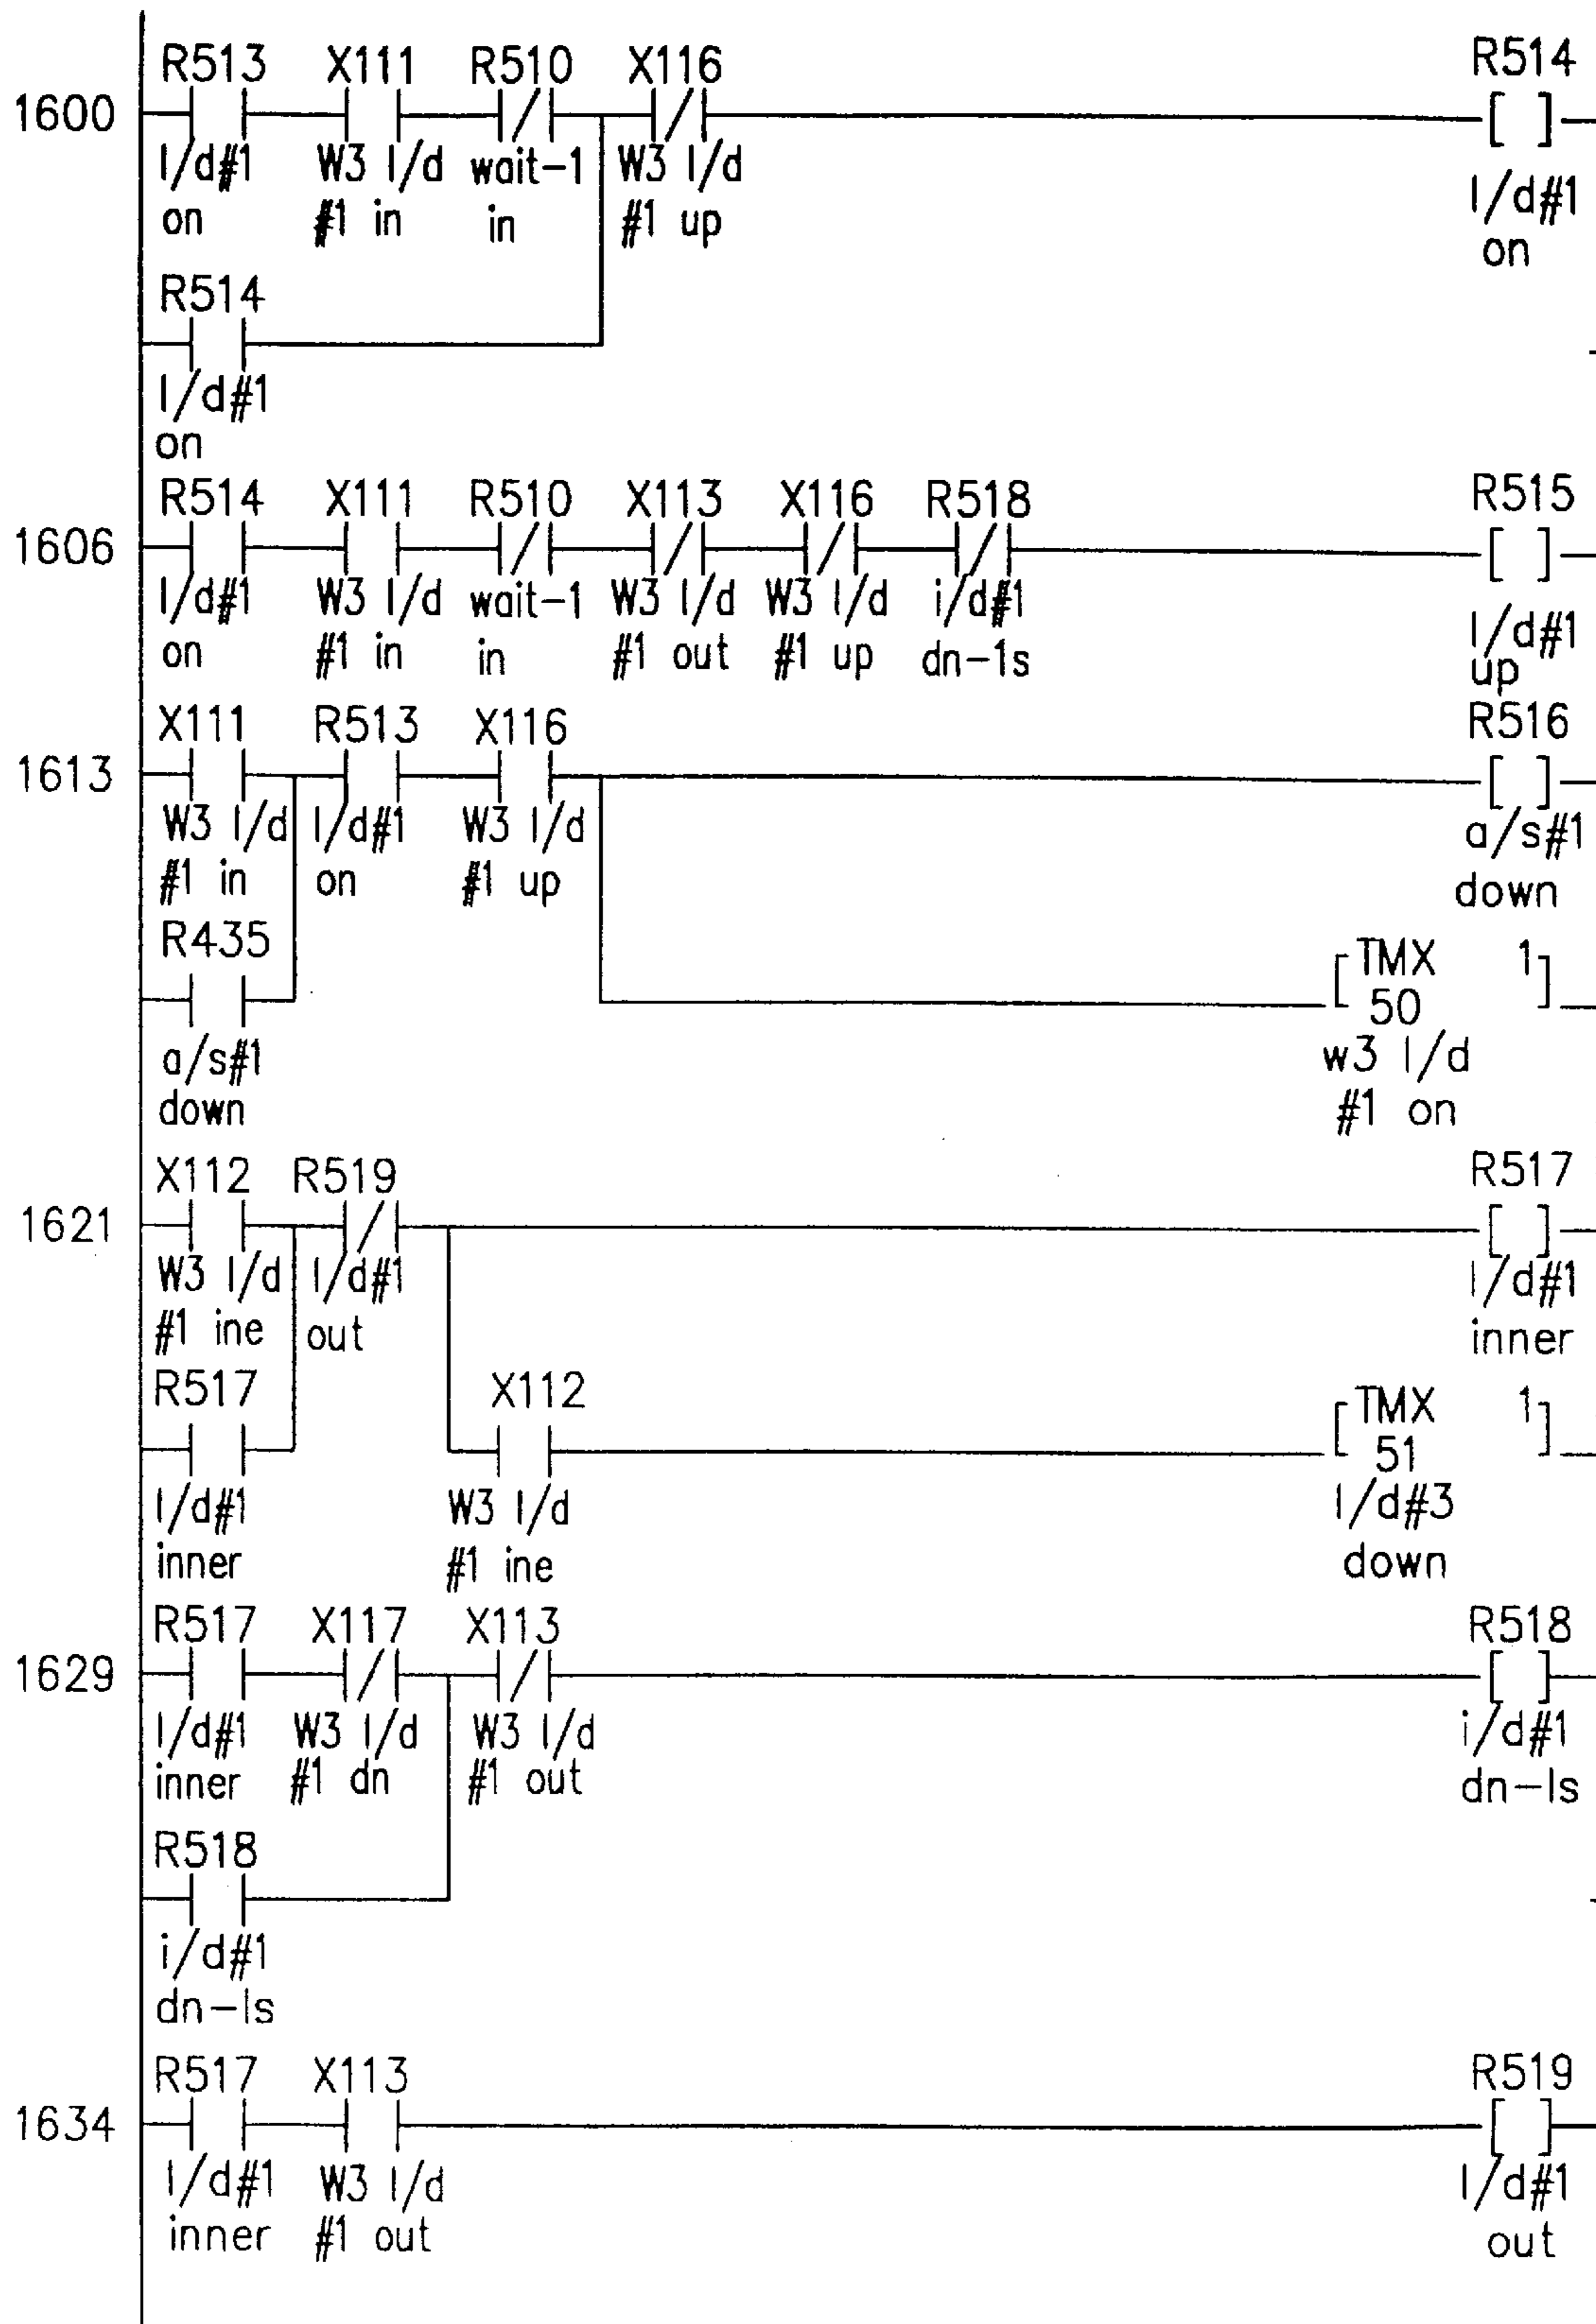 R513 X111 R510 X116 R514
1600
l/d#1 W3 l/d wait-1 W3 l/d l/d#1
on #1 in in #1 up on
R514
l/d#1
on
R514 X111 R510 X113 X116 R518 R515
1606
l/d#1 W3 l/d wait-1 W3 l/d W3 l/d i/d#1 l/d#1
on #1 in in #1 out #1 up dn-1s up
X111 R513 X116 R516
1613
W3 l/d l/d#1 W3 l/d a/s#1
#1 in on #1 up down
R435 TMX 1
50
a/s#1 w3 l/d
down #1 on
X112 R519 R517
1621
W3 l/d l/d#1 l/d#1
#1 ine out inner
R517 X112 TMX 1
51
l/d#1 W3 l/d l/d#3
inner #1 ine down
R517 X117 X113 R518
1629
l/d#1 W3 l/d W3 l/d i/d#1
inner #1 dn #1 out dn-ls
R518
i/d#1
dn-ls
R517 X113 R519
1634
l/d#1 W3 l/d l/d#1
inner #1 out out